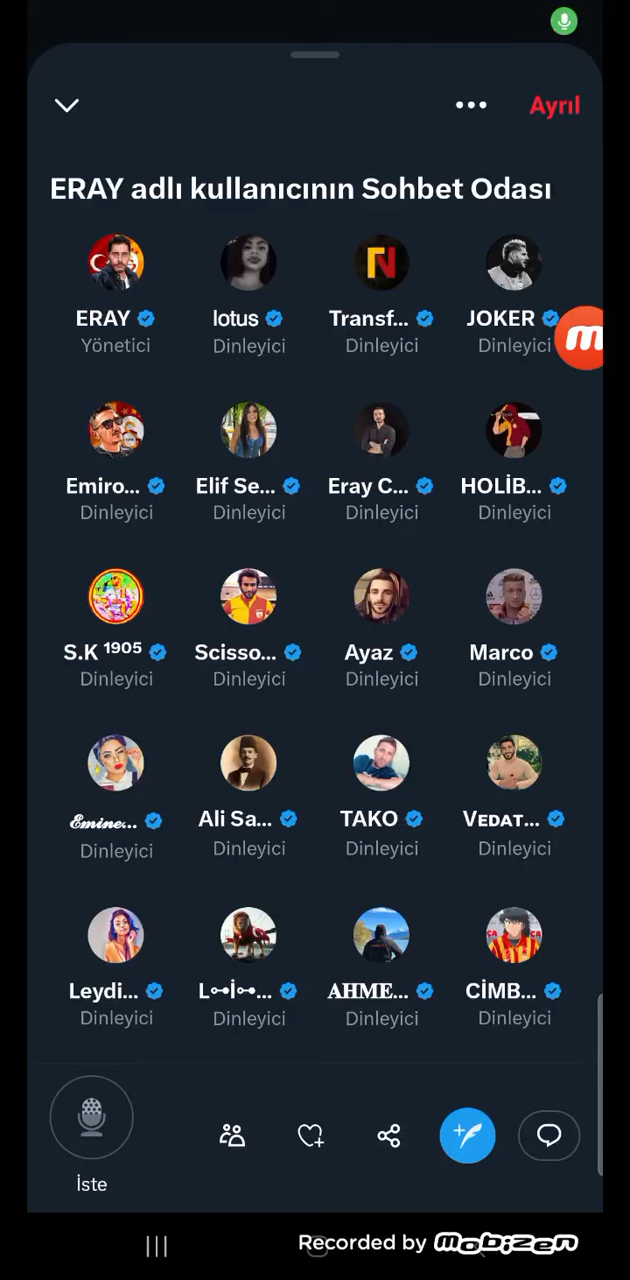 Ayrıl
ERAY adlı kullanıcının Sohbet Odası
ERAY lotus Transf... JOKER
Yönetici Dinleyici Dinleyici Dinleyici
Emiro... Elif Se... Eray C... HOLİB...
Dinleyici Dinleyici Dinleyici Dinleyici
S.K ¹⁹⁰⁵ Scisso... Ayaz Marco
Dinleyici Dinleyici Dinleyici Dinleyici
𝓔𝓶𝓲𝓷𝓮... Ali Sa... TAKO Vᴇᴅᴀᴛ...
Dinleyici Dinleyici Dinleyici Dinleyici
Leydi... L⊶i⊶... 𝐀𝐇𝐌𝐄... CİMB...
Dinleyici Dinleyici Dinleyici Dinleyici
İste
Recorded by mobizen